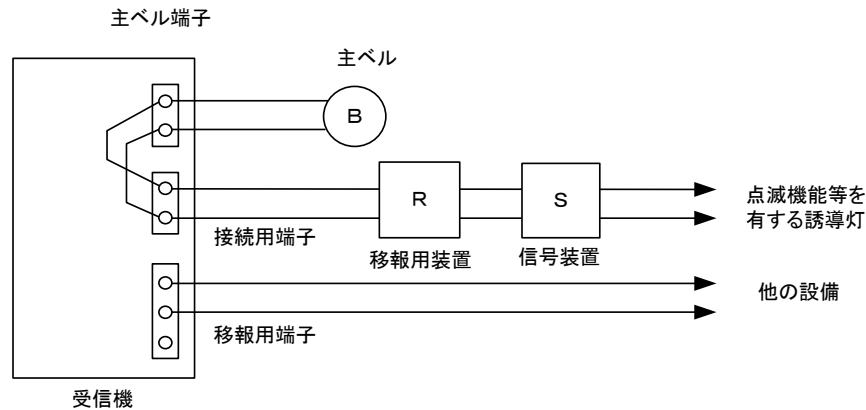 主ベル端子
主ベル
B
R
S
点滅機能等を
有する誘導灯
接続用端子
移報用装置
信号装置
他の設備
移報用端子
受信機